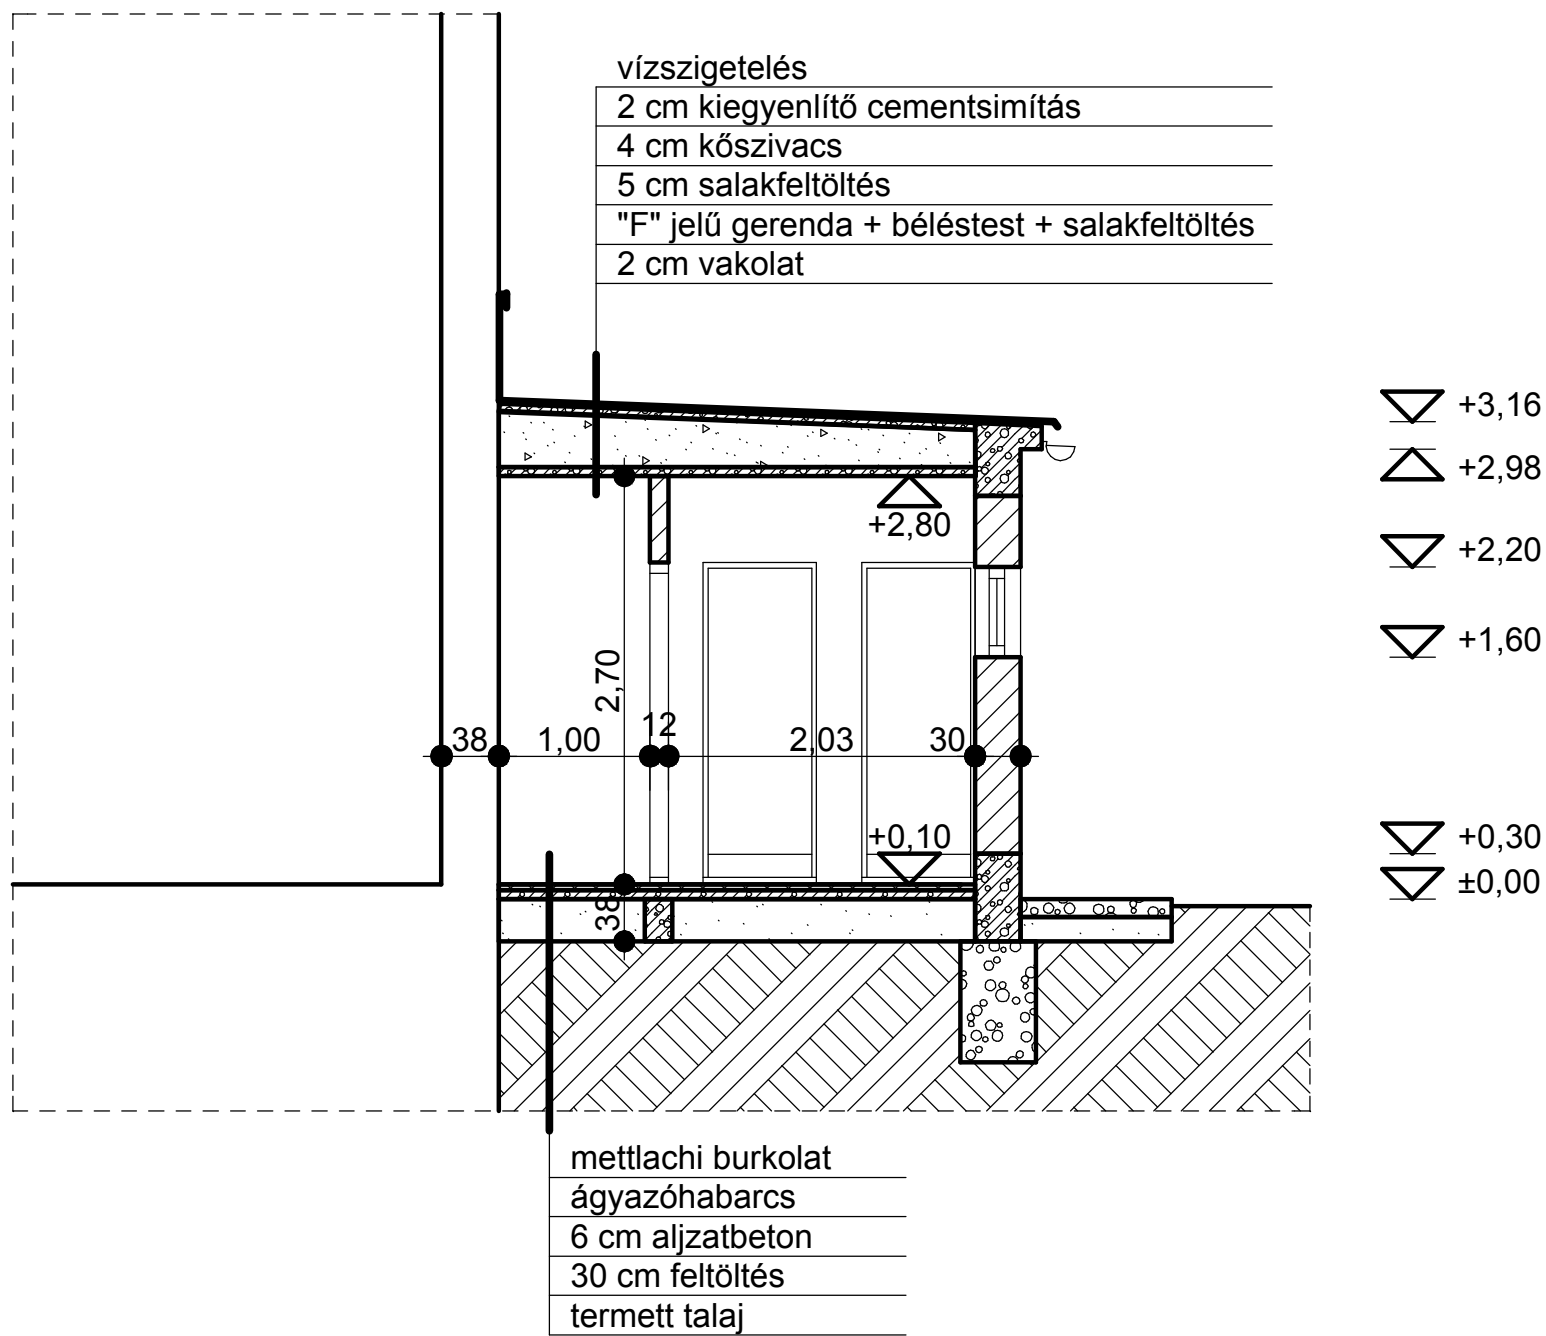 vízszigetelés
2 cm kiegyenlítő cementsimítás
4 cm kőszivacs
5 cm salakfeltöltés
"F" jelű gerenda + béléstest + salakfeltöltés
2 cm vakolat
+3,16
+2,98
+2,80
+2,20
+1,60
2,70
38
1,00
12
2,03
30
+0,10
+0,30
±0,00
38
mettlachi burkolat
ágyazóhabarcs
6 cm aljzatbeton
30 cm feltöltés
termett talaj